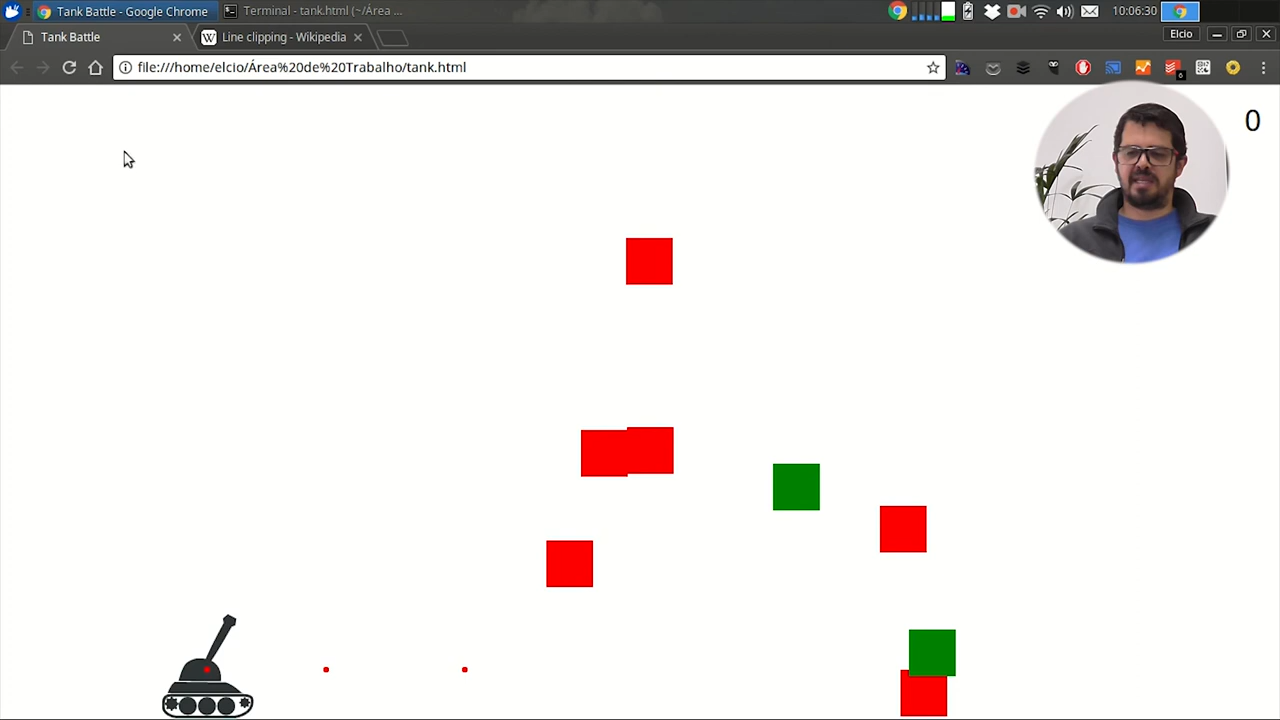 Tank Battle - Google Chrome
Terminal - tank.html (~/Área ...
10:06:30
Tank Battle
Line clipping - Wikipedia
Elcio
file:///home/elcio/Área%20de%20Trabalho/tank.html
6
0